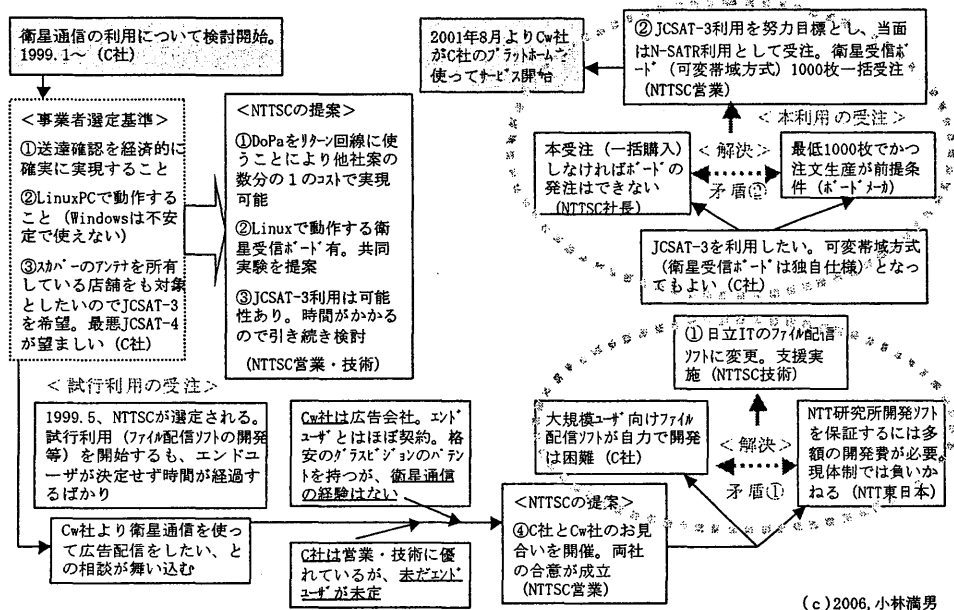 衛星通信の利用について検討開始。
1999.1～ (C社)
＜事業者選定基準＞
①送達確認を経済的に
確実に実現すること
②LinuxPCで動作する
こと（Windowsは不安
定で使えない）
③スカパーのアンテナを所有
している店舗をも対象
としたいのでJCSAT-3
を希望。最悪JCSAT-4
が望ましい (C社)
＜NTTSCの提案＞
①DoPaをリターン回線に使
うことにより他社案の
数分の１のコストで実現
可能
②Linuxで動作する衛
星受信ボード有。共同
実験を提案
③JCSAT-3利用は可能
性あり。時間がかかる
ので引き続き検討
(NTTSC営業・技術)
2001年8月よりCw社
がC社のプラットホームを
使ってサービス開始
②JCSAT-3利用を努力目標とし、当面
はN-SATR利用として受注。衛星受信ボ
ード（可変帯域方式）1000枚一括受注
(NTTSC営業)
＜本利用の受注＞
本受注（一括購入）
しなければボードの
発注はできない
(NTTSC社長)
＜解決＞
矛盾②
最低1000枚でかつ
注文生産が前提条
件 (ボードメーカ)
JCSAT-3を利用したい。可変帯域方式
（衛星受信ボードは独自仕様）となっ
てもよい (C社)
＜試行利用の受注＞
1999.5、NTTSCが選定される。
試行利用（ファイル配信ソフトの開発
等）を開始するも、エンドユー
ザが決定せず時間が経過す
るばかり
Cw社より衛星通信を使っ
て広告配信をしたい、と
の相談が舞い込む
Cw社は広告会社。エンド
ユーザとはほぼ契約。格
安のグラスビジョンのパテン
トを持つが、衛星通信
の経験はない
C社は営業・技術に優
れているが、未だエンド
ユーザが未定
＜NTTSCの提案＞
④C社とCw社のお見
合いを開催。両社
の合意が成立
(NTTSC営業)
①日立ITのファイル配信
ソフトに変更。支援実
施 (NTTSC技術)
大規模ユーザ向けファイル
配信ソフトが自力で開発
は困難 (C社)
＜解決＞
矛盾①
NTT研究所開発ソフト
を保証するには多
額の開発費が必要。
現体制では負いか
ねる (NTT東日本)
(c)2006,小林満男